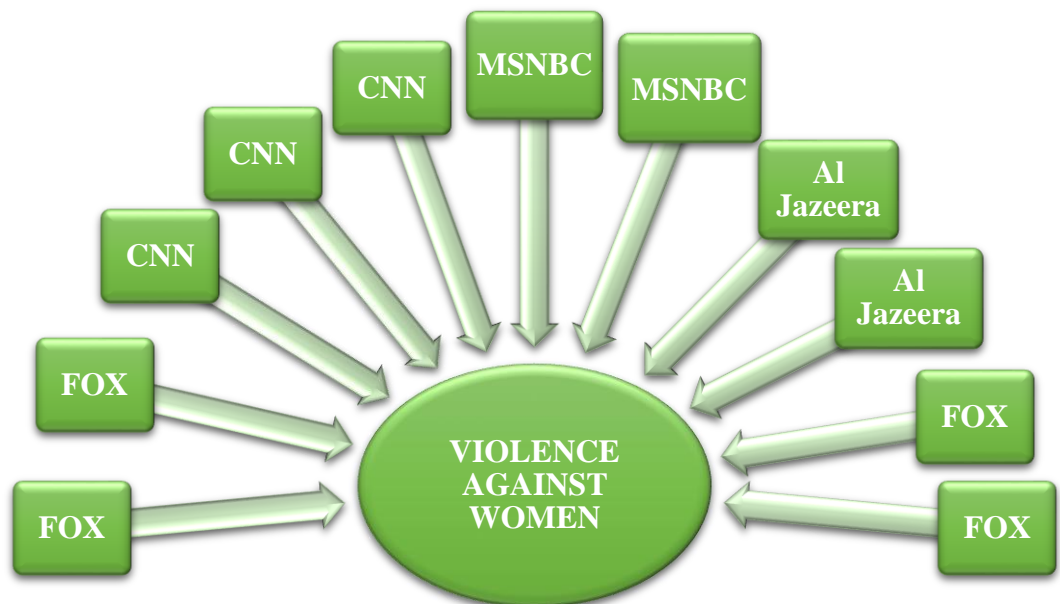 FOX
FOX
CNN
CNN
CNN
MSNBC
MSNBC
Al
Jazeera
Al
Jazeera
FOX
FOX
VIOLENCE
AGAINST
WOMEN